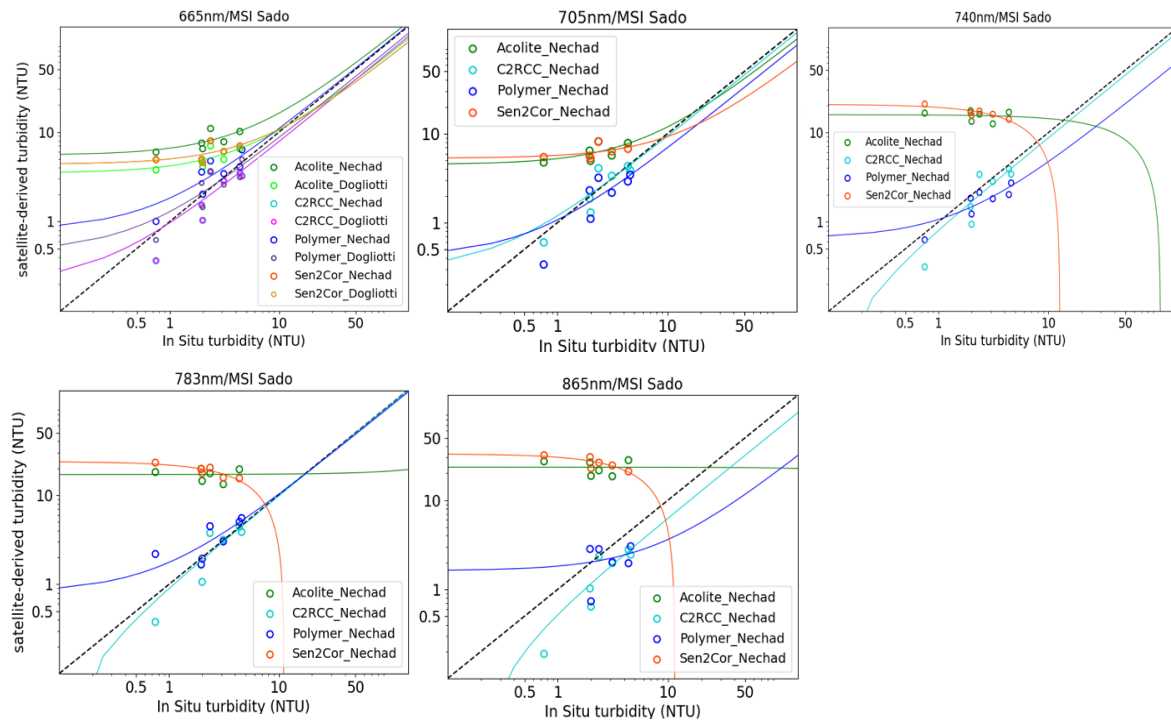 665nm/MSI Sado
satellite-derived turbidity (NTU)
50
10
5
1
0.5
Acolite_Nechad
Acolite_Dogliotti
C2RCC_Nechad
C2RCC_Dogliotti
Polymer_Nechad
Polymer_Dogliotti
Sen2Cor_Nechad
Sen2Cor_Dogliotti
0.5 1 10 50
In Situ turbidity (NTU)
705nm/MSI Sado
50
10
5
1
0.5
Acolite_Nechad
C2RCC_Nechad
Polymer_Nechad
Sen2Cor_Nechad
0.5 1 10 50
In Situ turbidity (NTU)
740nm/MSI Sado
50
10
5
1
0.5
Acolite_Nechad
C2RCC_Nechad
Polymer_Nechad
Sen2Cor_Nechad
0.5 1 10 50
In Situ turbidity (NTU)
783nm/MSI Sado
satellite-derived turbidity (NTU)
50
10
5
1
0.5
Acolite_Nechad
C2RCC_Nechad
Polymer_Nechad
Sen2Cor_Nechad
0.5 1 10 50
In Situ turbidity (NTU)
865nm/MSI Sado
50
10
5
1
0.5
Acolite_Nechad
C2RCC_Nechad
Polymer_Nechad
Sen2Cor_Nechad
0.5 1 10 50
In Situ turbidity (NTU)